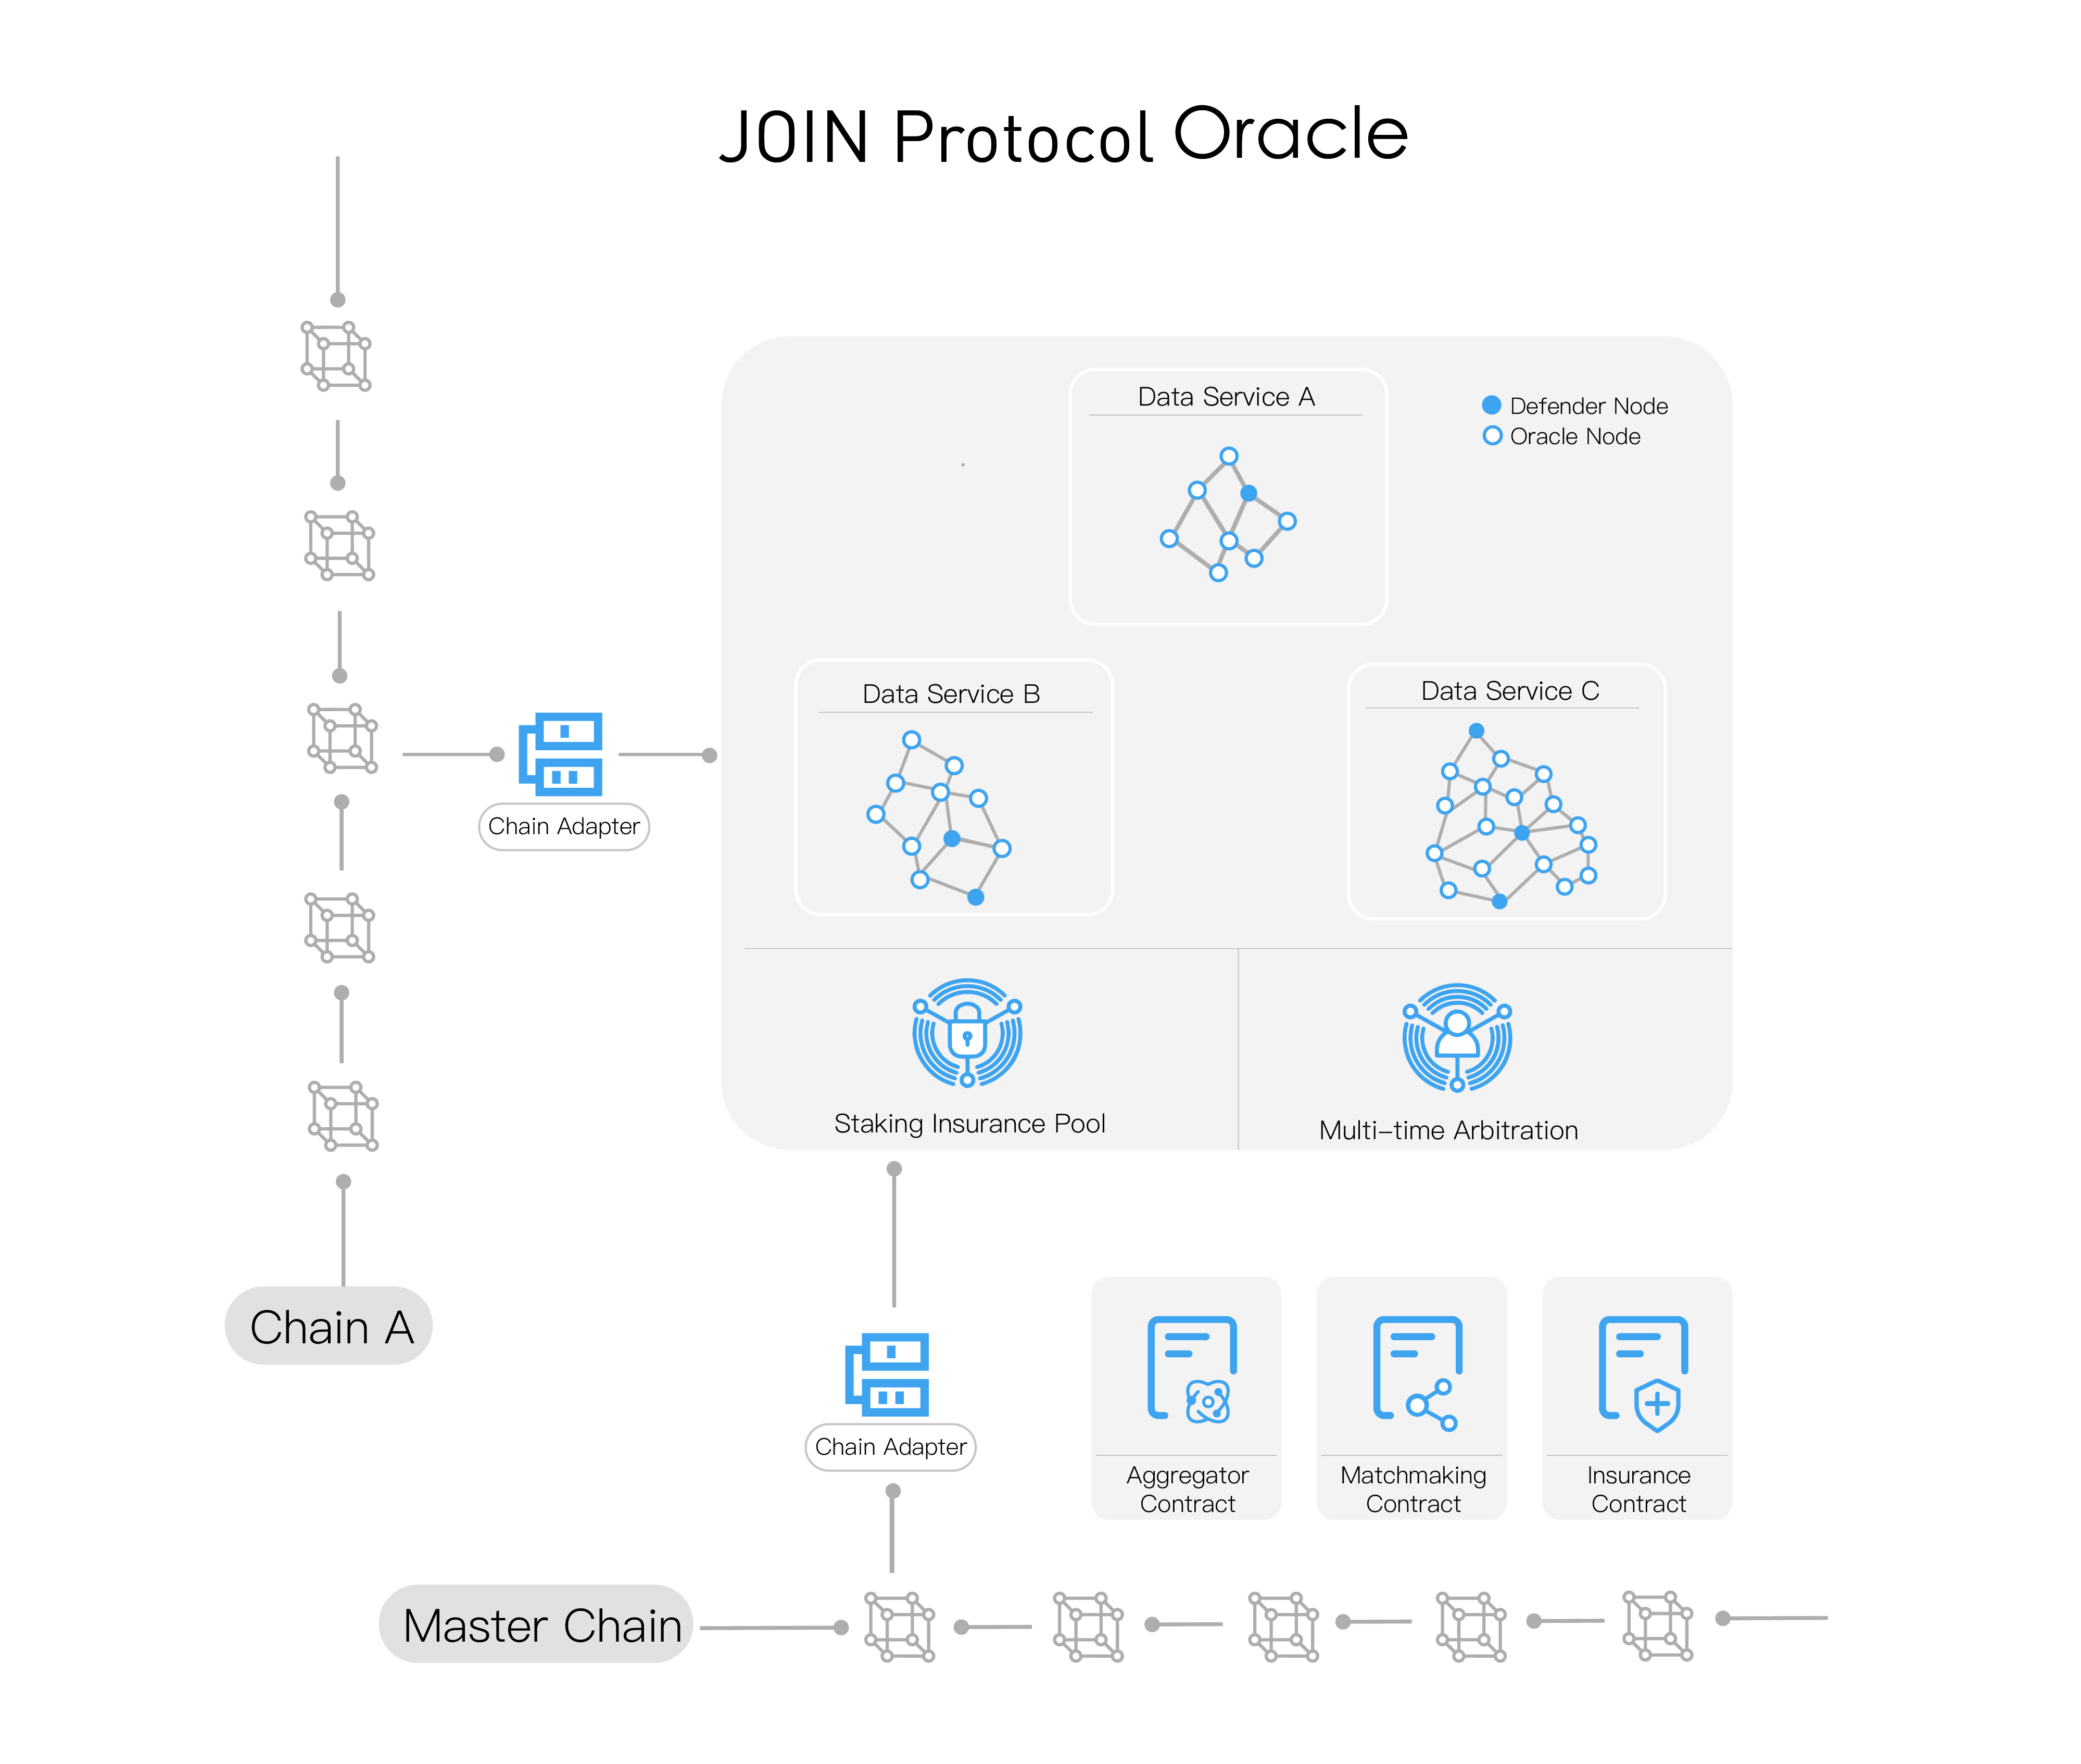 JOIN Protocol Oracle
Data Service A
Defender Node
Oracle Node
Data Service B
Data Service C
Chain Adapter
Staking Insurance Pool
Multi-time Arbitration
Chain A
Chain Adapter
Aggregator
Contract
Matchmaking
Contract
Insurance
Contract
Master Chain